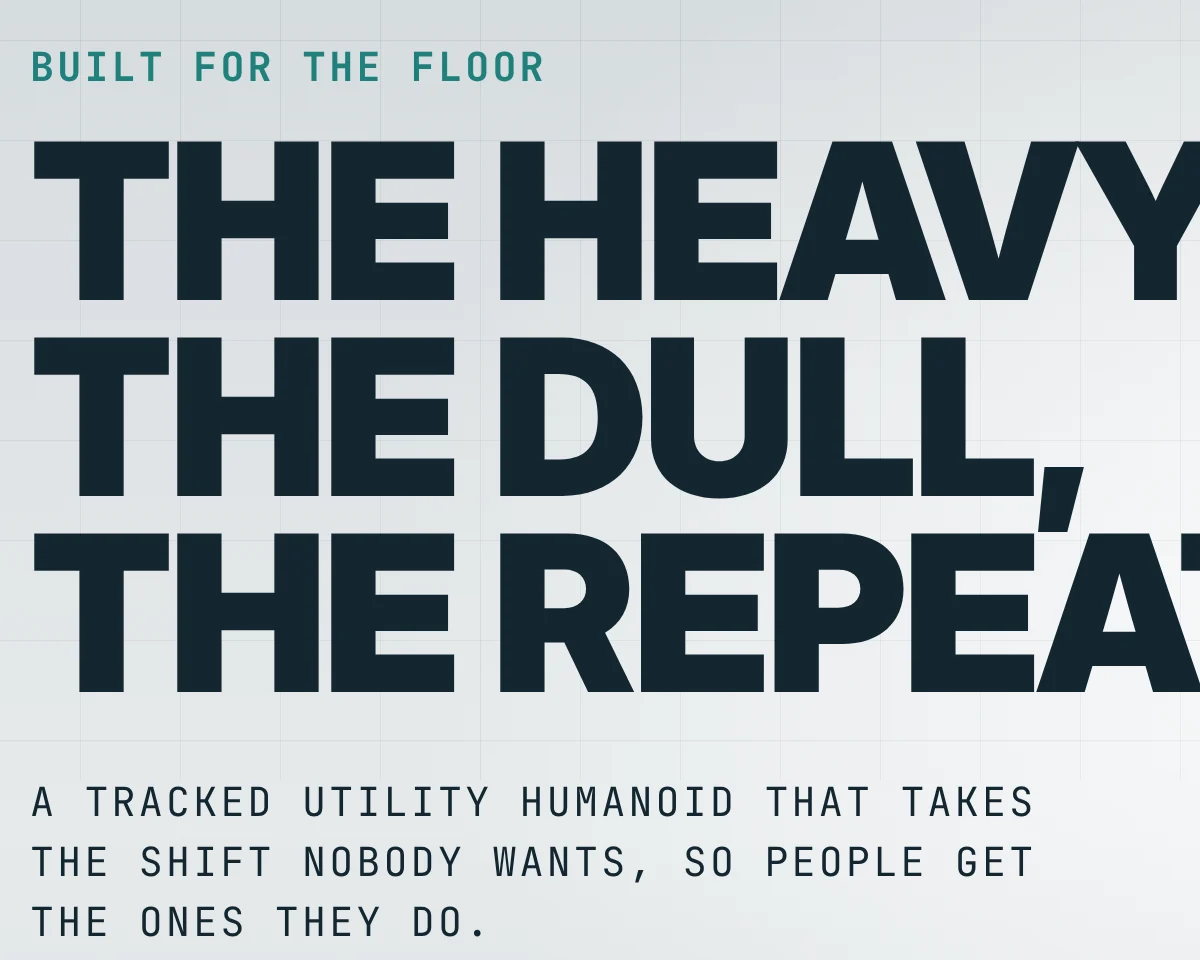 BUILT FOR THE FLOOR
THE HEAVY
THE DULL,
THE REPEAT
A TRACKED UTILITY HUMANOID THAT TAKES
THE SHIFT NOBODY WANTS, SO PEOPLE GET
THE ONES THEY DO.